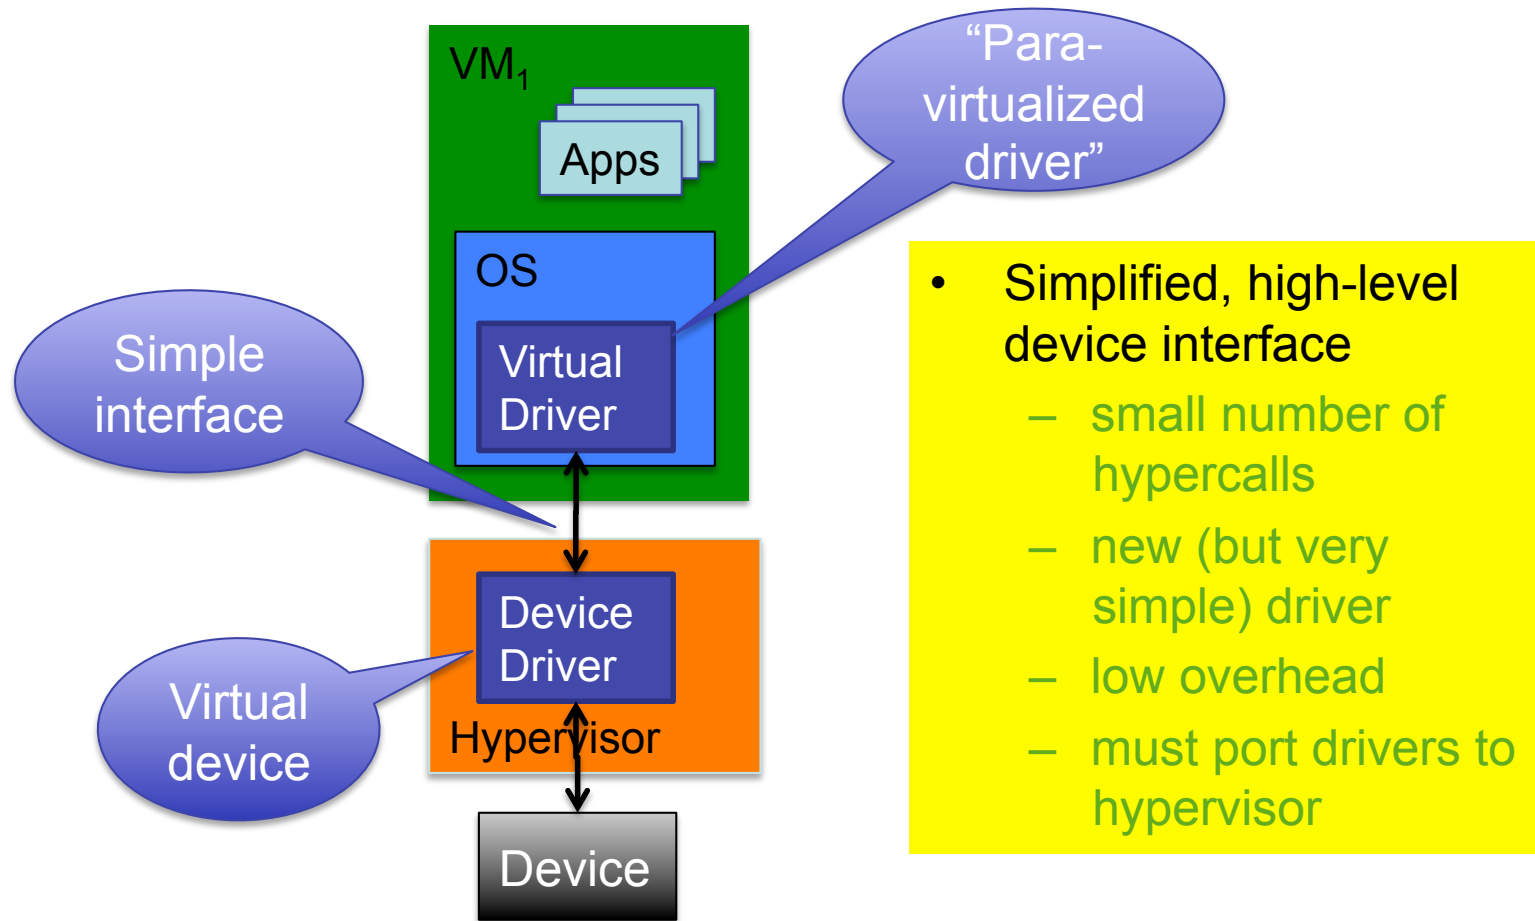 VM1
Apps
OS
Virtual
Driver
"Para-
virtualized
driver"
Simple
interface
Device
Driver
Hypervisor
Virtual
device
Device
• Simplified, high-level
device interface
– small number of
hypercalls
– new (but very
simple) driver
– low overhead
– must port drivers to
hypervisor